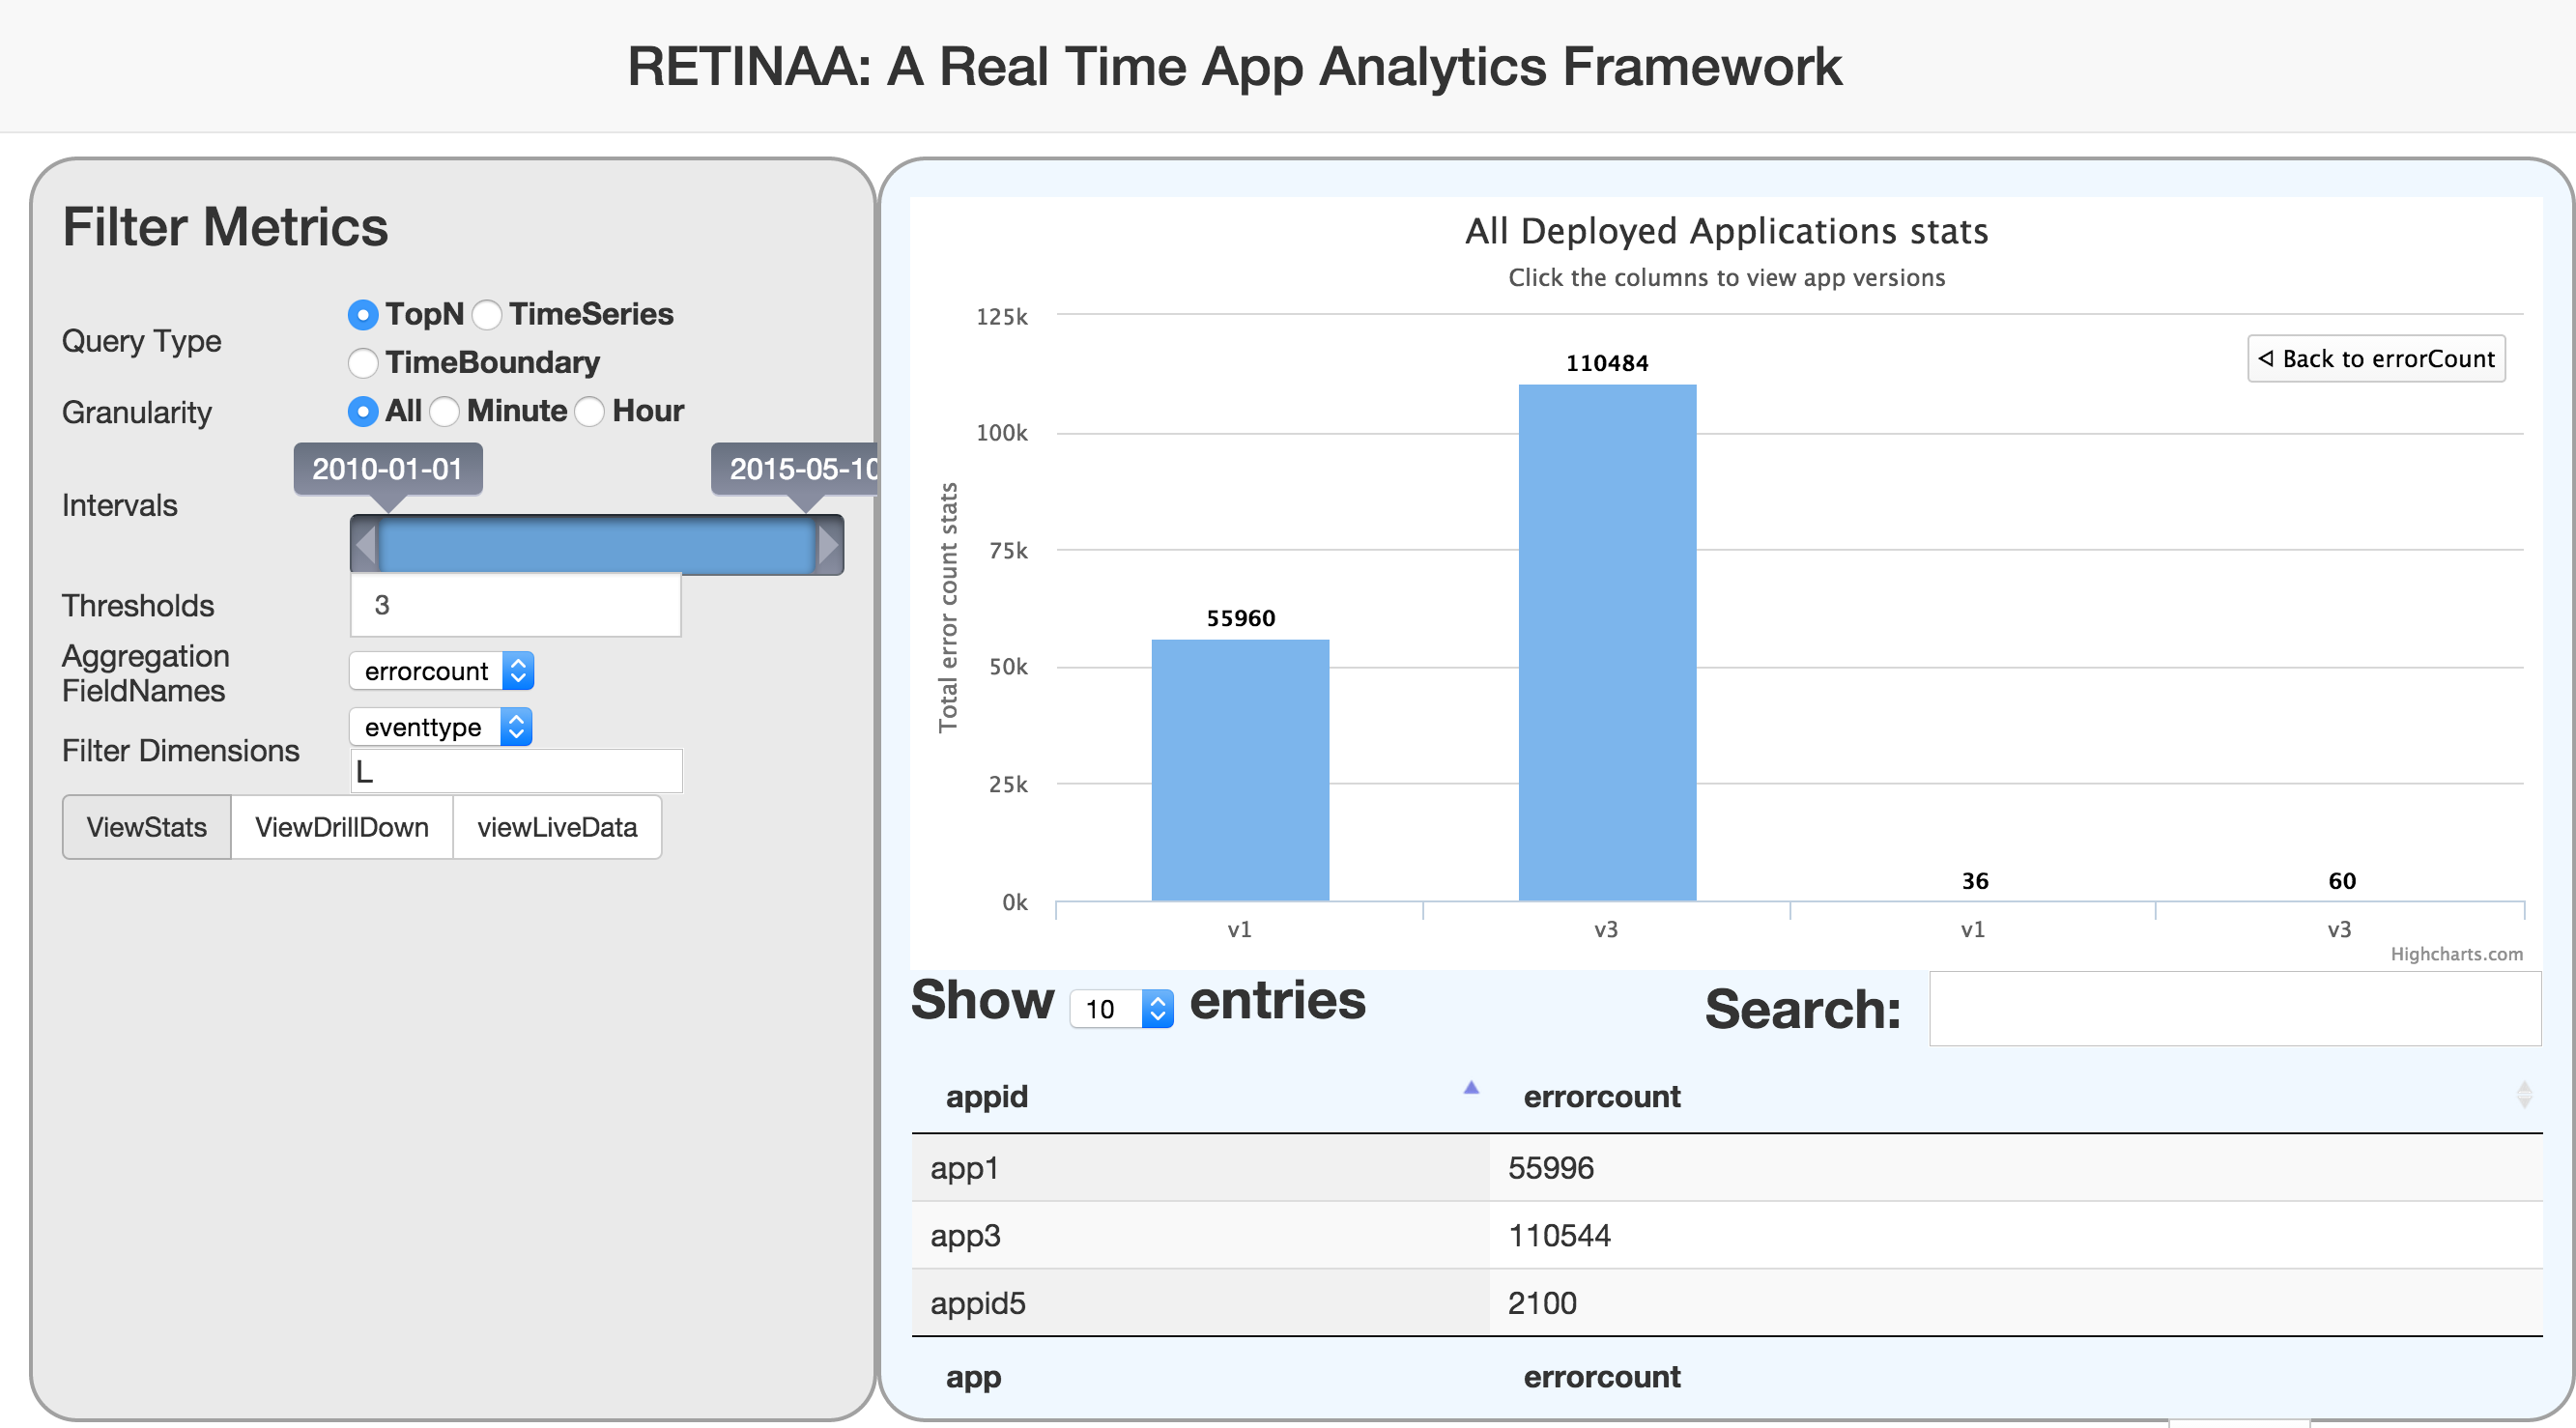 RETINAA: A Real Time App Analytics Framework
Filter Metrics
Query Type
TopN TimeSeries
TimeBoundary
Granularity
All Minute Hour
2010-01-01 2015-05-10
Intervals
Thresholds 3
Aggregation
FieldNames
errorcount
Filter Dimensions
eventtype
L
ViewStats ViewDrillDown viewLiveData
All Deployed Applications stats
Click the columns to view app versions
Back to errorCount
Total error count stats
125k
100k
75k
50k
25k
0k
55960
110484
36
60
v1 v3 v1 v3
Highcharts.com
Show 10 entries Search:
appid errorcount
app1 55996
app3 110544
appid5 2100
app errorcount